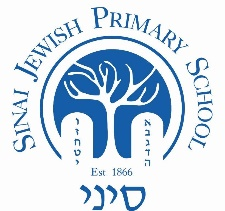 SINAI JEWISH PRIMARY SCHOOL
א ב ג ד ה
ו ז ח ט י
Est 1866
סיני